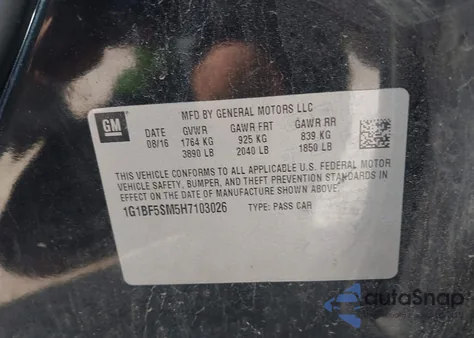 GM
MFD BY GENERAL MOTORS LLC
DATE GVWR GAWR FRT GAWR RR
08/16 1764 KG 925 KG 839 KG
3890 LB 2040 LB 1850 LB
THIS VEHICLE CONFORMS TO ALL APPLICABLE U.S. FEDERAL MOTOR
VEHICLE SAFETY, BUMPER, AND THEFT PREVENTION STANDARDS IN
EFFECT ON THE DATE OF MANUFACTURE SHOWN ABOVE.
1G1BF5SM5H7103026 TYPE: PASS CAR
autoSnap